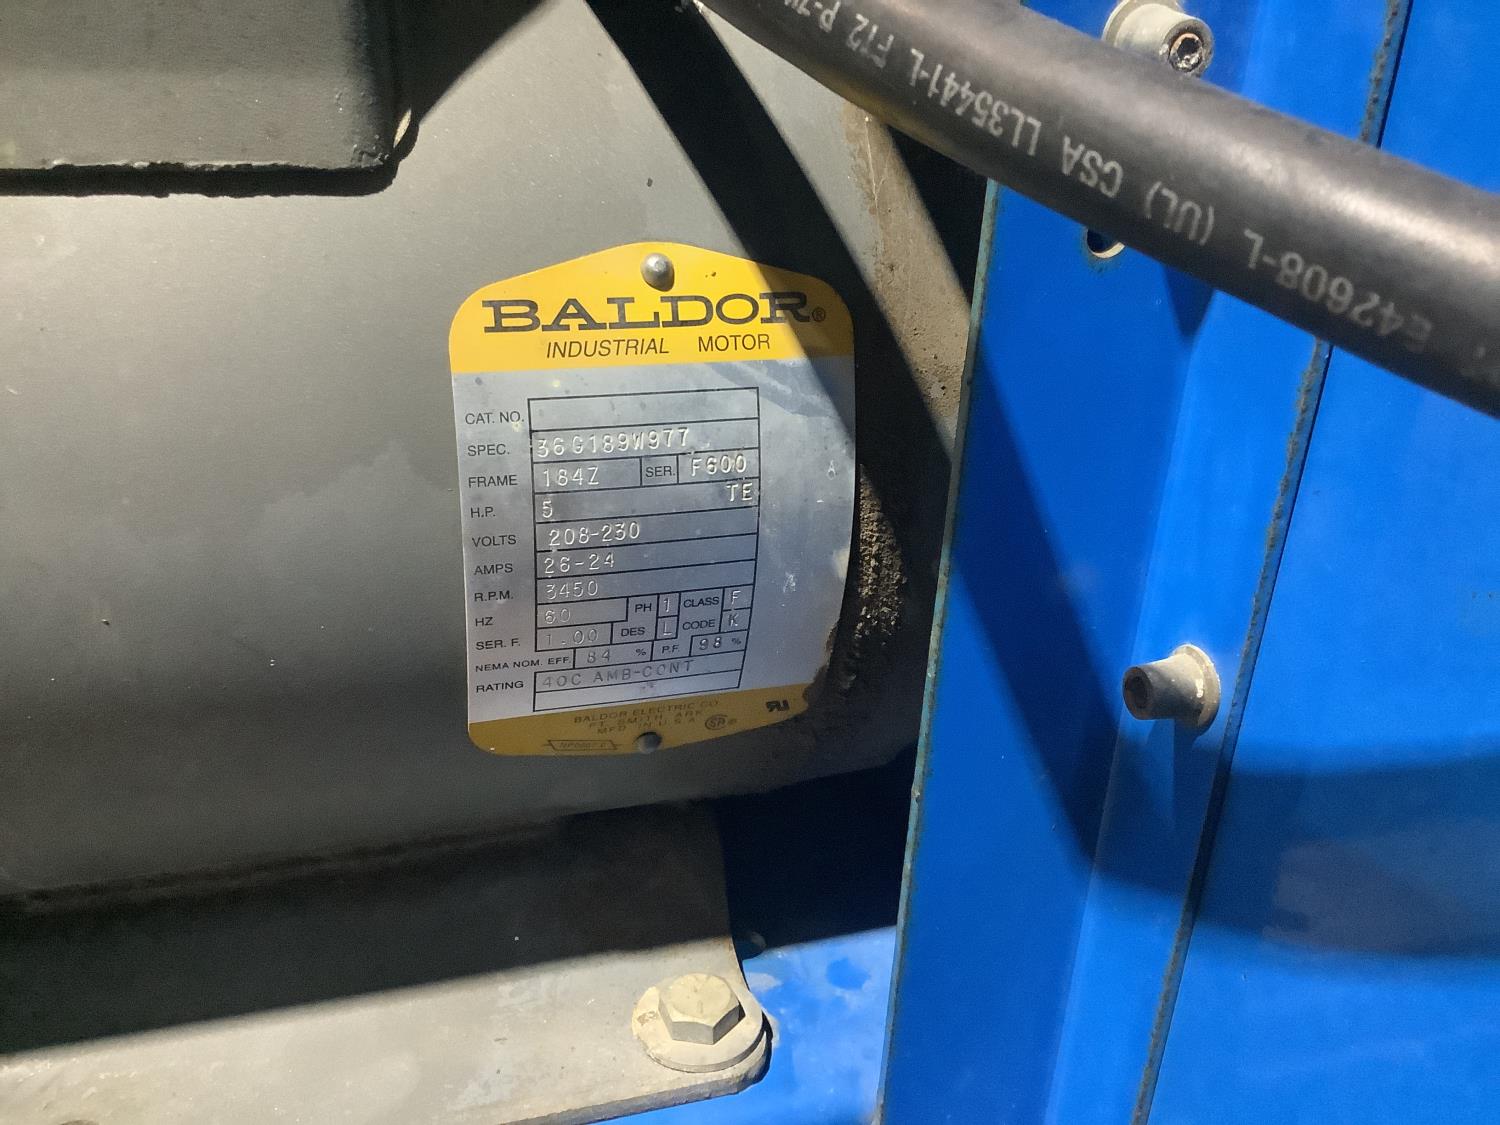 E47608-L (UL) CSA LL35441-L FT2 P-7K
BALDOR®
INDUSTRIAL MOTOR
CAT. NO.
SPEC. 36G189W977
FRAME 184Z SER. F600
TE
H.P. 5
VOLTS 208-230
AMPS 26-24
R.P.M. 3450
HZ 60 PH 1 CLASS F
SER. F. 1.00 DES L CODE K
NEMA NOM. EFF. 84 % P.F. 98 %
RATING 40C AMB-CONT
BALDOR ELECTRIC CO.
FT. SMITH, ARK.
MFD. IN U.S.A.